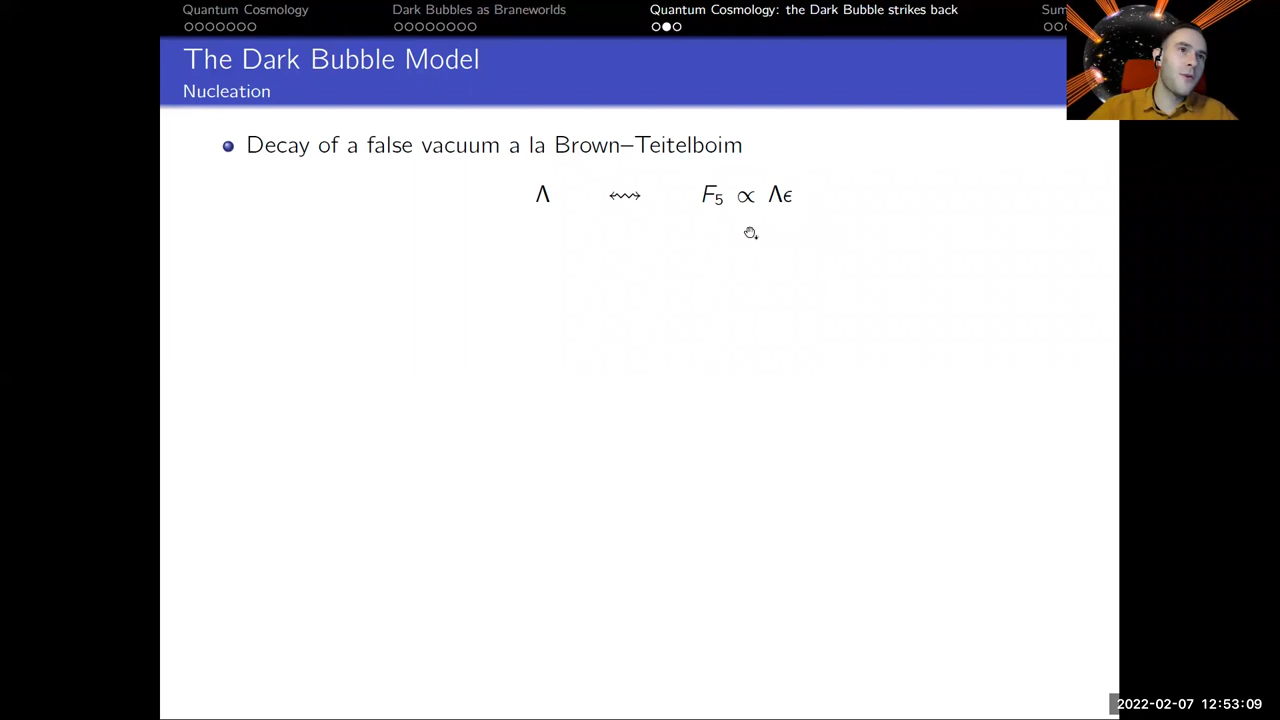 Quantum Cosmology
Dark Bubbles as Braneworlds
Quantum Cosmology: the Dark Bubble strikes back
Sum
The Dark Bubble Model
Nucleation
Decay of a false vacuum a la Brown–Teitelboim
Λ ⇿ F₅ ∝ Λϵ
2022-02-07 12:53:09